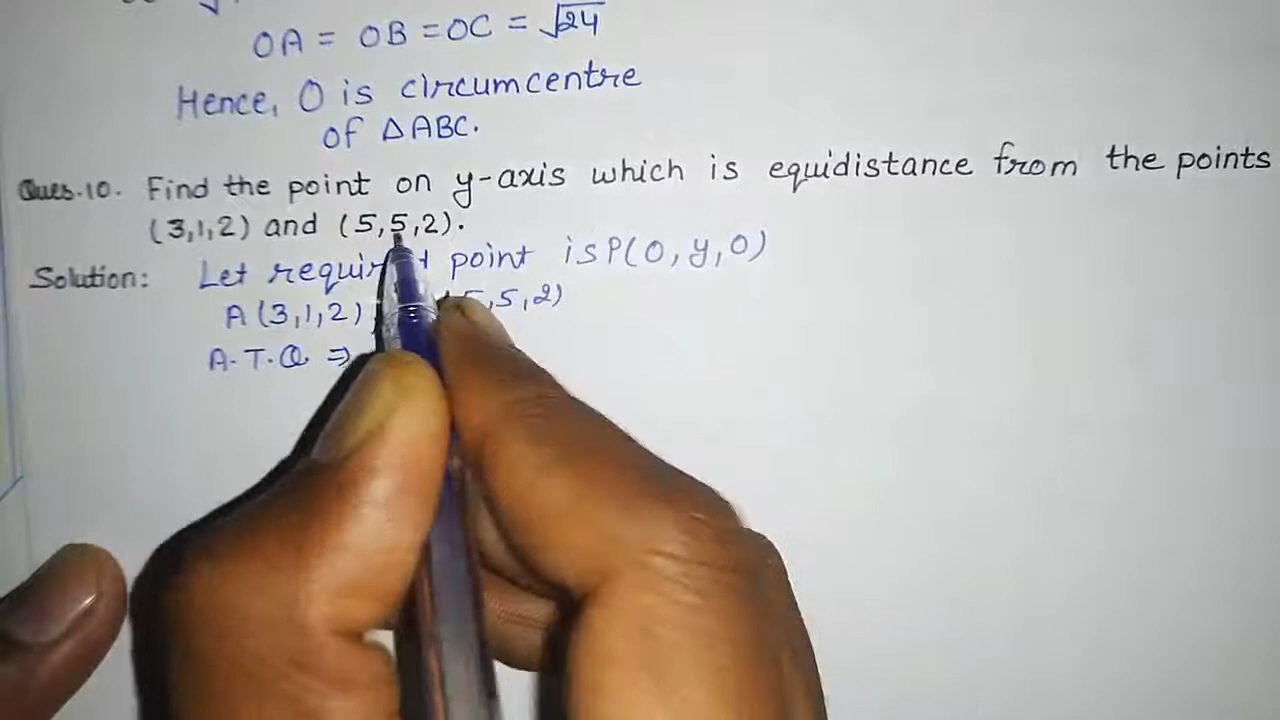 OA = OB = OC = √24
Hence, O is circumcentre
of ΔABC.
Ques.10. Find the point on y-axis which is equidistance from the points
(3,1,2) and (5,5,2).
Solution: Let point is P(0, y, 0)
A(3,1,2) ,5,2)
A.T.Q ⇒